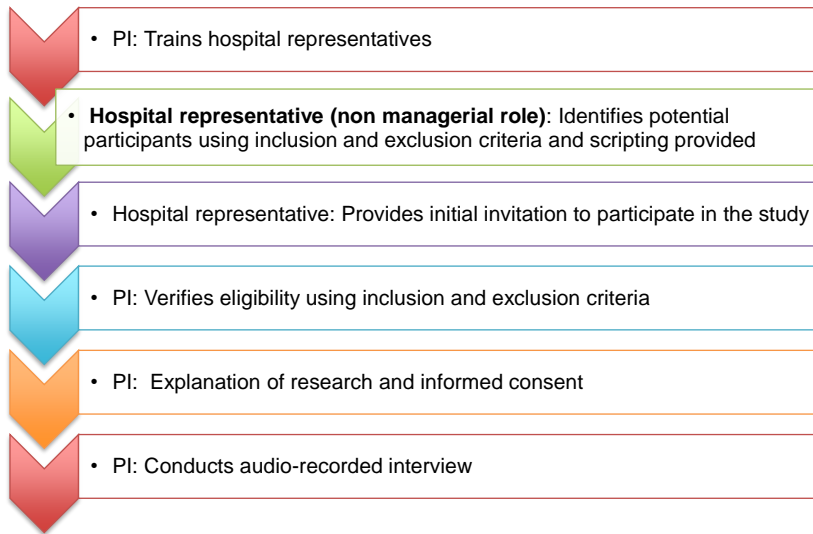 • PI: Trains hospital representatives
• Hospital representative (non managerial role): Identifies potential
participants using inclusion and exclusion criteria and scripting provided
• Hospital representative: Provides initial invitation to participate in the study
• PI: Verifies eligibility using inclusion and exclusion criteria
• PI:  Explanation of research and informed consent
• PI: Conducts audio-recorded interview